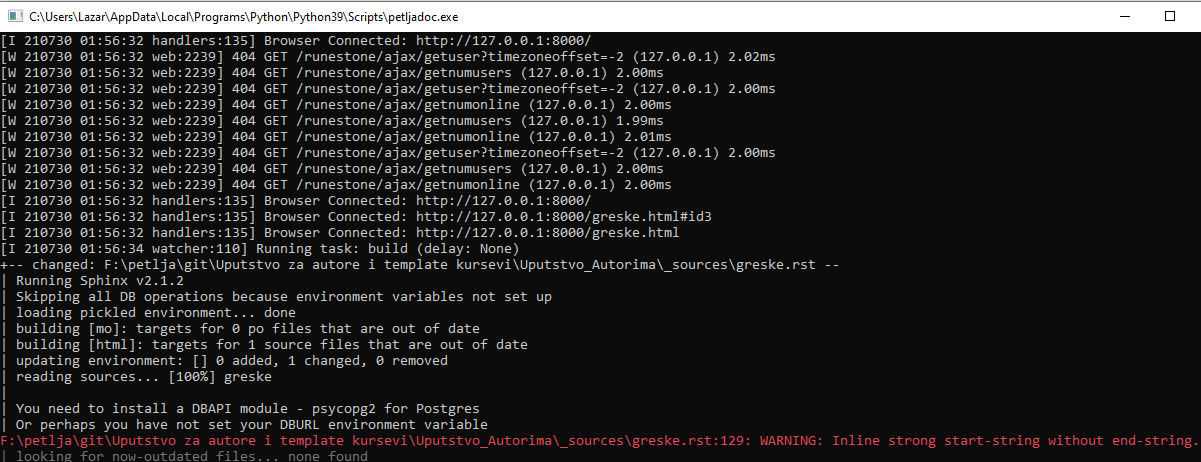 C:\Users\Lazar\AppData\Local\Programs\Python\Python39\Scripts\petljadoc.exe
[I 210730 01:56:32 handlers:135] Browser Connected: http://127.0.0.1:8000/
[W 210730 01:56:32 web:2239] 404 GET /runestone/ajax/getuser?timezoneoffset=-2 (127.0.0.1) 2.02ms
[W 210730 01:56:32 web:2239] 404 GET /runestone/ajax/getnumusers (127.0.0.1) 2.00ms
[W 210730 01:56:32 web:2239] 404 GET /runestone/ajax/getuser?timezoneoffset=-2 (127.0.0.1) 2.00ms
[W 210730 01:56:32 web:2239] 404 GET /runestone/ajax/getnumonline (127.0.0.1) 2.00ms
[W 210730 01:56:32 web:2239] 404 GET /runestone/ajax/getnumusers (127.0.0.1) 1.99ms
[W 210730 01:56:32 web:2239] 404 GET /runestone/ajax/getnumonline (127.0.0.1) 2.01ms
[W 210730 01:56:32 web:2239] 404 GET /runestone/ajax/getuser?timezoneoffset=-2 (127.0.0.1) 2.00ms
[W 210730 01:56:32 web:2239] 404 GET /runestone/ajax/getnumusers (127.0.0.1) 2.00ms
[W 210730 01:56:32 web:2239] 404 GET /runestone/ajax/getnumonline (127.0.0.1) 2.00ms
[I 210730 01:56:32 handlers:135] Browser Connected: http://127.0.0.1:8000/
[I 210730 01:56:32 handlers:135] Browser Connected: http://127.0.0.1:8000/greske.html#id3
[I 210730 01:56:32 handlers:135] Browser Connected: http://127.0.0.1:8000/greske.html
[I 210730 01:56:34 watcher:110] Running task: build (delay: None)
+-- changed: F:\petlja\git\Uputstvo za autore i template kursevi\Uputstvo_Autorima\_sources\greske.rst --
| Running Sphinx v2.1.2
| Skipping all DB operations because environment variables not set up
| loading pickled environment... done
| building [mo]: targets for 0 po files that are out of date
| building [html]: targets for 1 source files that are out of date
| updating environment: [] 0 added, 1 changed, 0 removed
| reading sources... [100%] greske
|
| You need to install a DBAPI module - psycopg2 for Postgres
| Or perhaps you have not set your DBURL environment variable
F:\petlja\git\Uputstvo za autore i template kursevi\Uputstvo_Autorima\_sources\greske.rst:129: WARNING: Inline strong start-string without end-string.
| looking for now-outdated files... none found